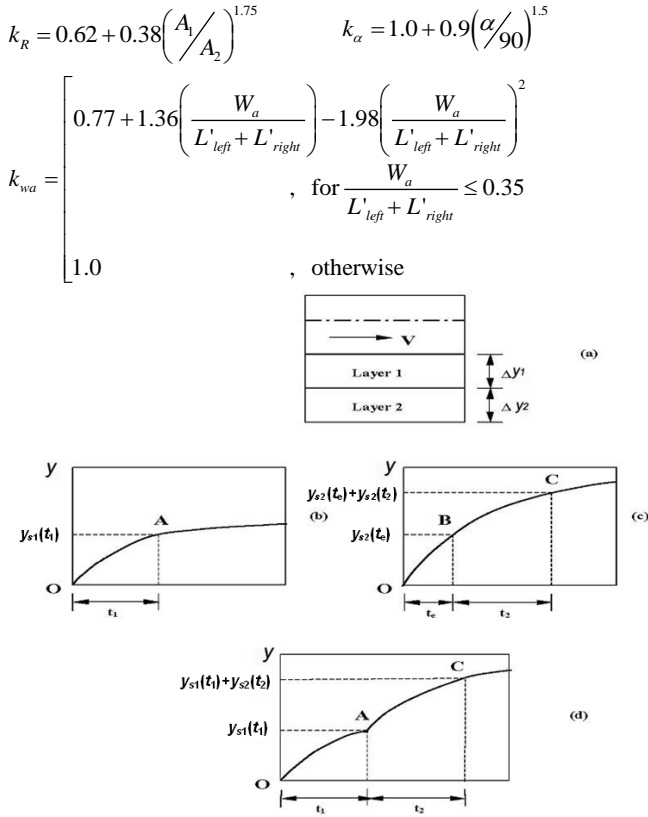 k_R = 0.62 + 0.38(A_1/A_2)^1.75    k_α = 1.0 + 0.9(α/90)^1.5
k_wa = [ 0.77 + 1.36(W_a / (L'_left + L'_right)) − 1.98(W_a / (L'_left + L'_right))^2
, for W_a / (L'_left + L'_right) ≤ 0.35
1.0 , otherwise
V
(a)
Layer 1
Δy1
Layer 2
Δ y2
y
y_s1(t_1)
A
(b)
O
t_1
y
y_s2(t_e)+y_s2(t_2)
C
y_s2(t_e)
B
(c)
O
t_e
t_2
y
y_s1(t_1)+y_s2(t_2)
C
y_s1(t_1)
A
(d)
O
t_1
t_2